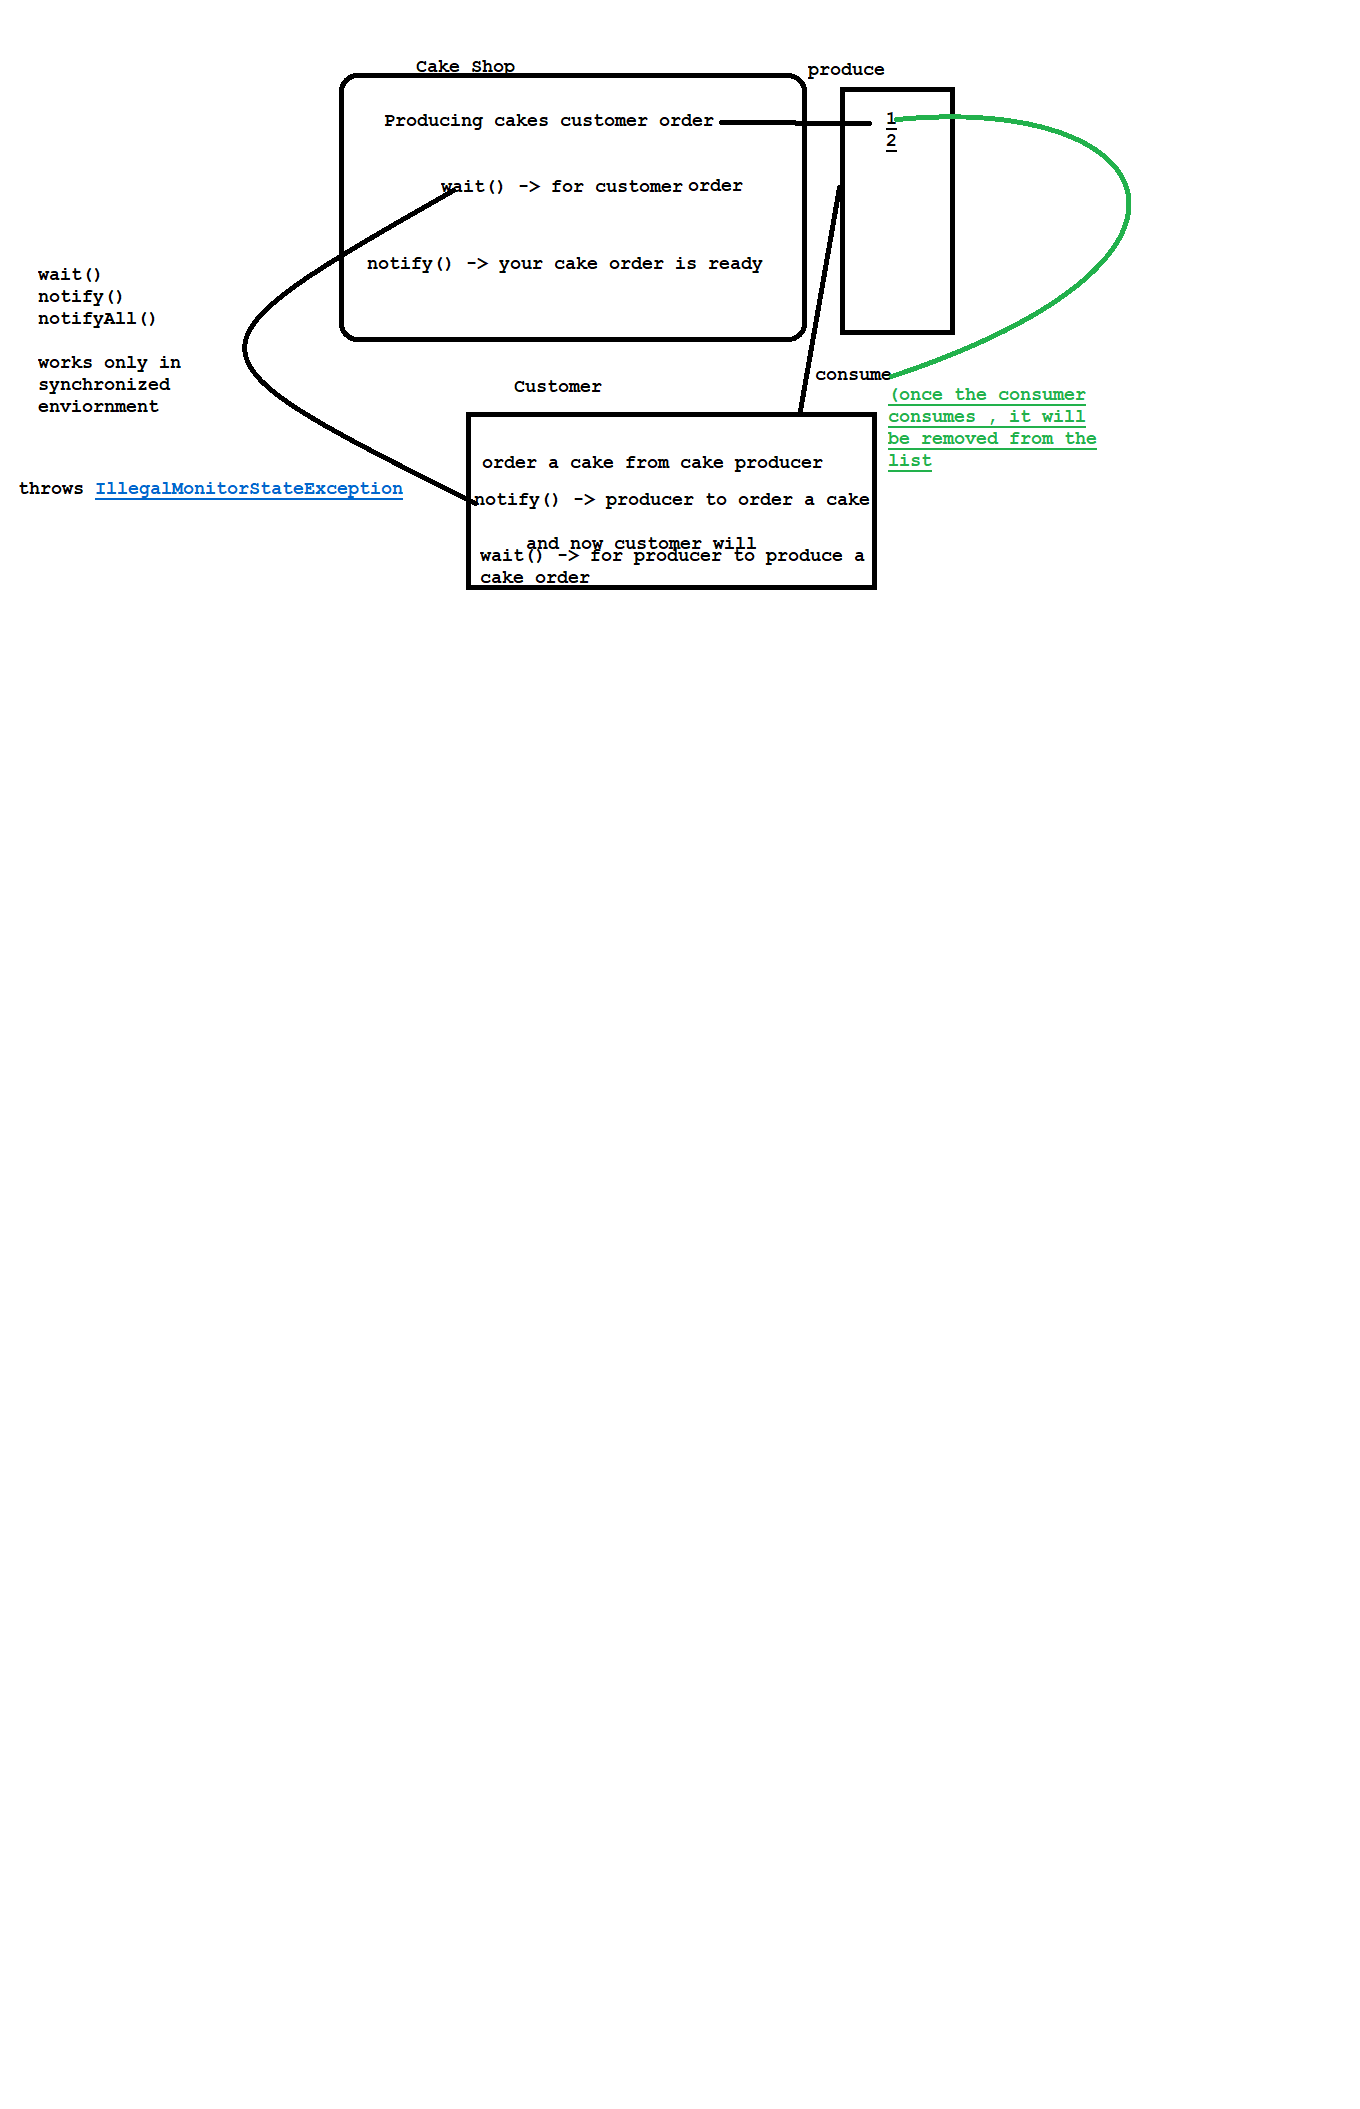 Cake Shop
produce
Producing cakes customer order
1
2
wait() -> for customer order
notify() -> your cake order is ready
wait()
notify()
notifyAll()
works only in
synchronized
enviornment
throws IllegalMonitorStateException
Customer
consume
(once the consumer
consumes , it will
be removed from the
list
order a cake from cake producer
notify() -> producer to order a cake
and now customer will
wait() -> for producer to produce a
cake order